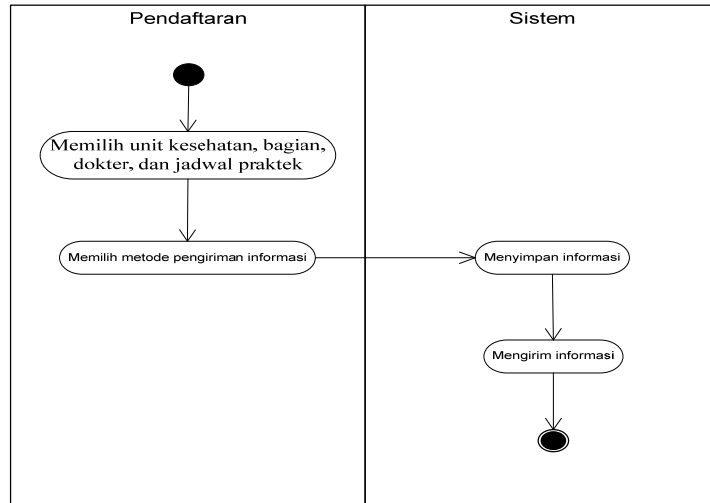 Pendaftaran
Sistem
Memilih unit kesehatan, bagian,
dokter, dan jadwal praktek
Memilih metode pengiriman informasi
Menyimpan informasi
Mengirim informasi